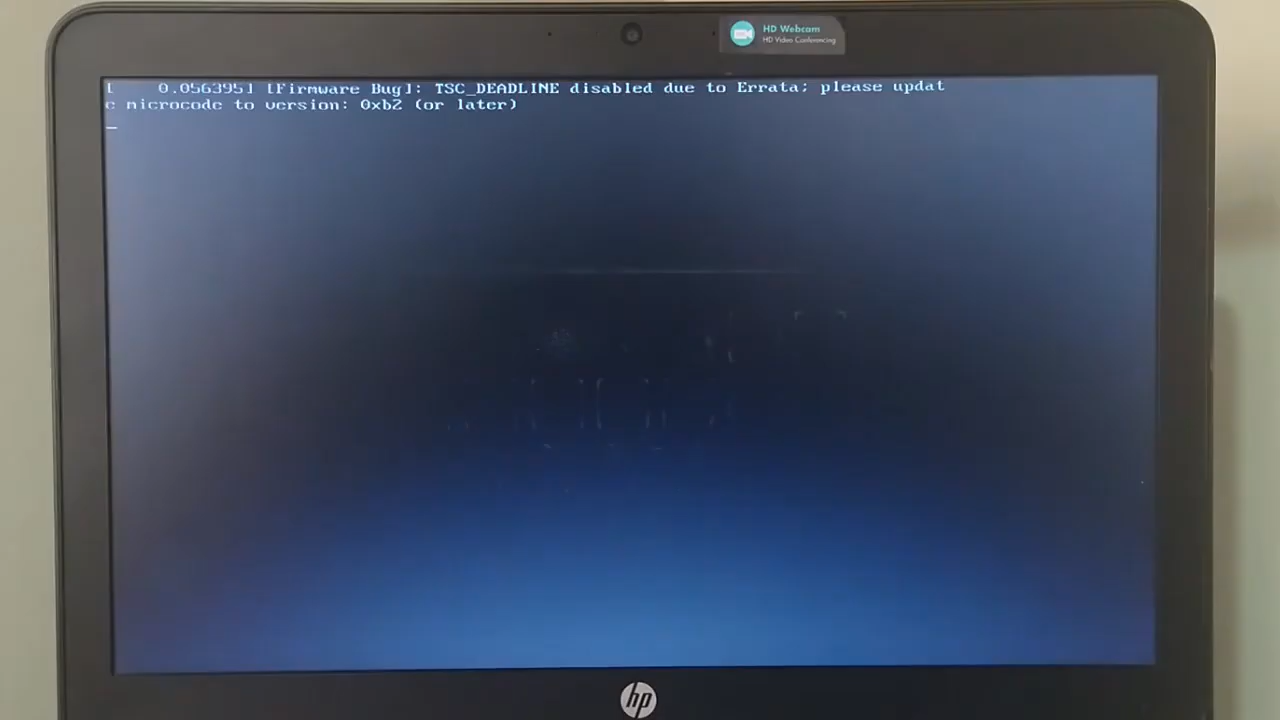 HD Webcam
HD Video Conferencing
[    0.056395] [Firmware Bug]: TSC_DEADLINE disabled due to Errata; please updat
e microcode to version: 0xb2 (or later)
hp